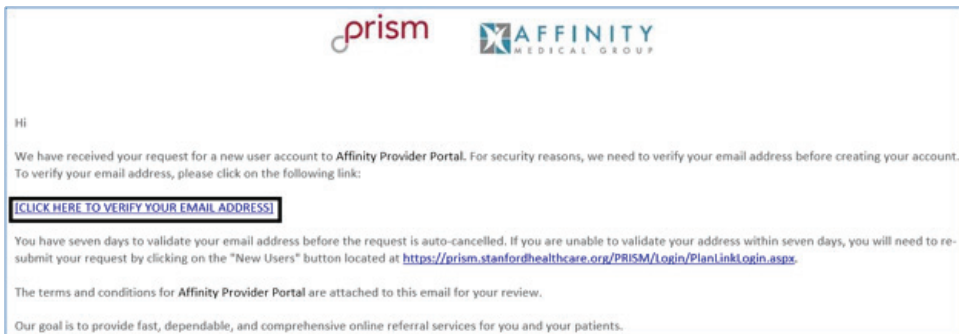 prism AFFINITY
MEDICAL GROUP
Hi
We have received your request for a new user account to Affinity Provider Portal. For security reasons, we need to verify your email address before creating your account.
To verify your email address, please click on the following link:
[CLICK HERE TO VERIFY YOUR EMAIL ADDRESS]
You have seven days to validate your email address before the request is auto-cancelled. If you are unable to validate your address within seven days, you will need to re-
submit your request by clicking on the "New Users" button located at https://prism.stanfordhealthcare.org/PRISM/Login/PlanLinkLogin.aspx.
The terms and conditions for Affinity Provider Portal are attached to this email for your review.
Our goal is to provide fast, dependable, and comprehensive online referral services for you and your patients.